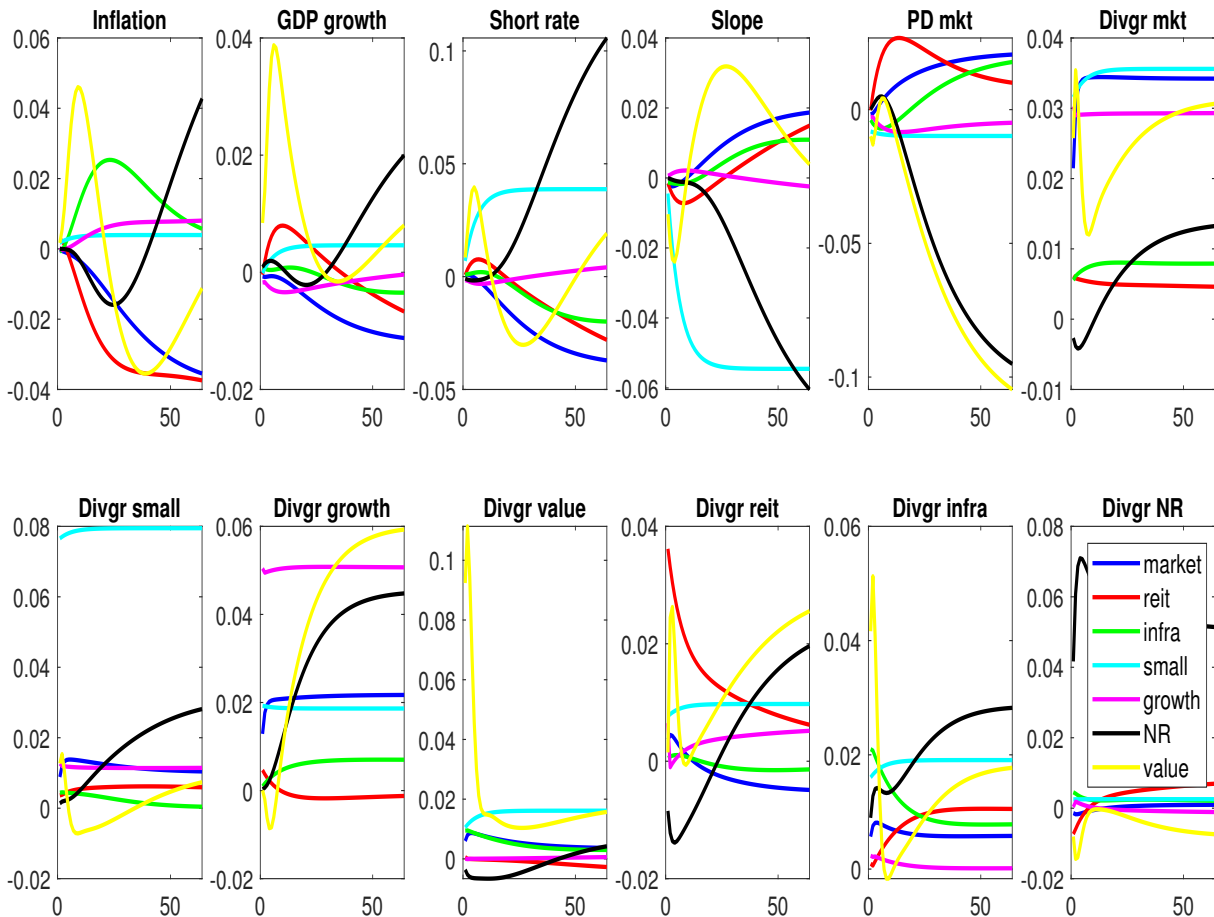 Inflation GDP growth Short rate Slope PD mkt Divgr mkt
0.06 0.04 0.1 0.04 0 0.04
0.04 0.02 0.03
0.02 0.02 0.05 0 -0.05 0.02
0 0 -0.02 0.01
0 -0.04 -0.1 0
-0.02
-0.04 -0.02 -0.05 -0.06 -0.01
0 50 0 50 0 50 0 50 0 50 0 50
Divgr small Divgr growth Divgr value Divgr reit Divgr infra Divgr NR
0.08 0.06 0.1 0.04 0.06 0.08
0.06 0.04 0.08 0.02 0.04 0.06
0.04 0.06 0.04
0.02 0.02 0.04 0 0.02 0.02
0 0 0.02 0 0
0
-0.02 -0.02 -0.02 -0.02
market
reit
infra
small
growth
NR
value
0 50 0 50 0 50 0 50 0 50 0 50